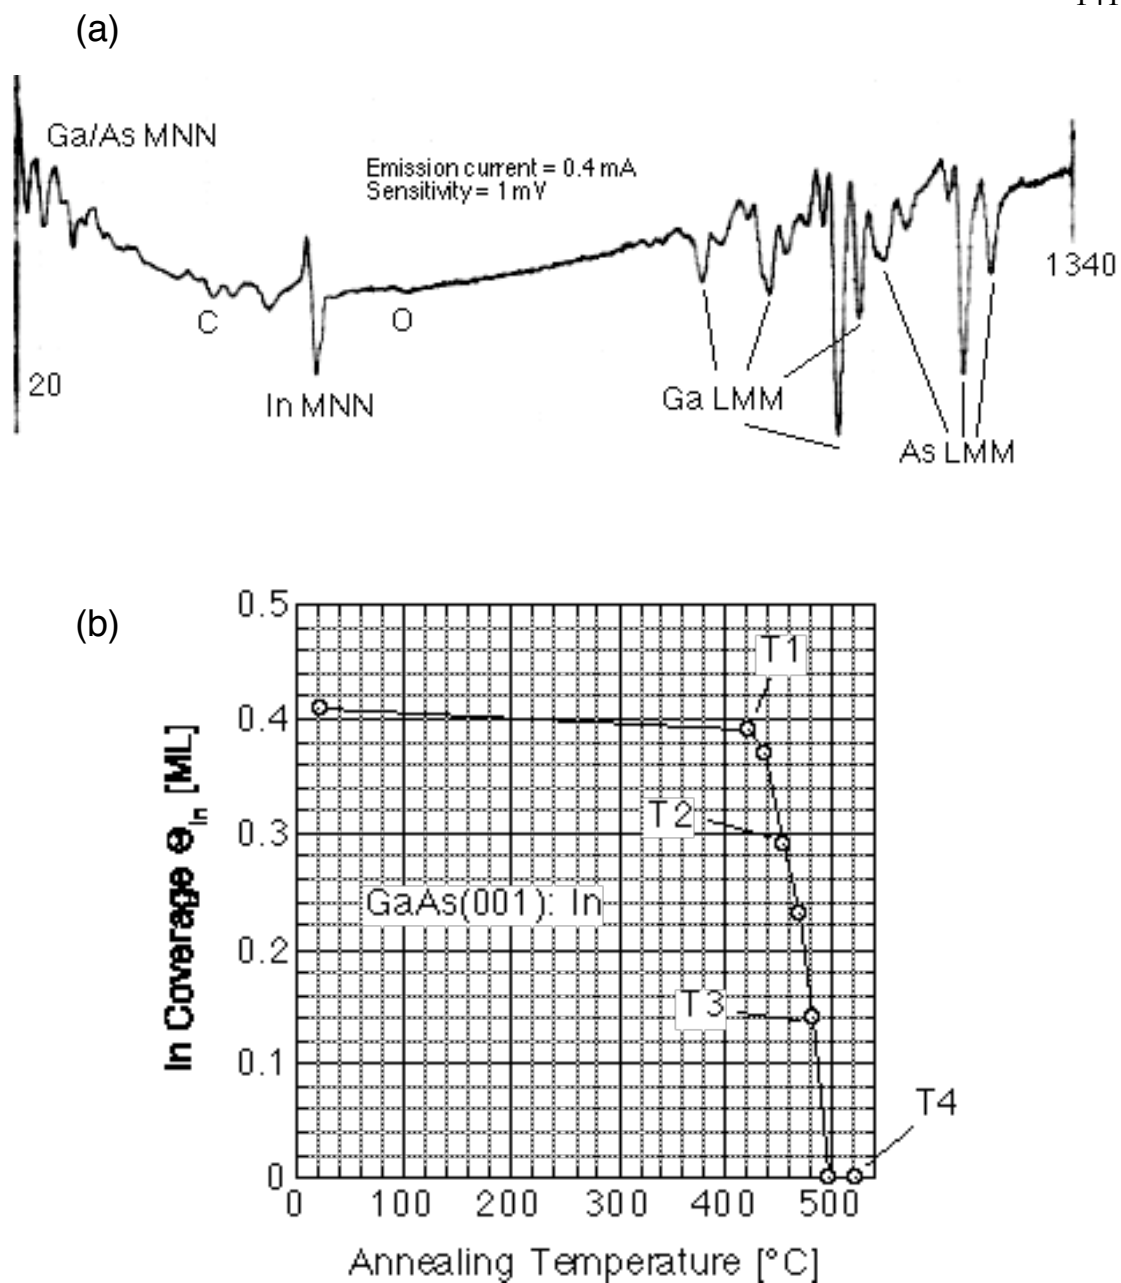 (a)
Ga/As MNN
Emission current = 0.4 mA
Sensitivity = 1 mV
1340
C
O
20
In MNN
Ga LMM
As LMM
(b)
0.5
T1
0.4
T2
0.3
GaAs(001): In
0.2
T3
0.1
T4
0
0 100 200 300 400 500
In Coverage ΘIn [ML]
Annealing Temperature [°C]